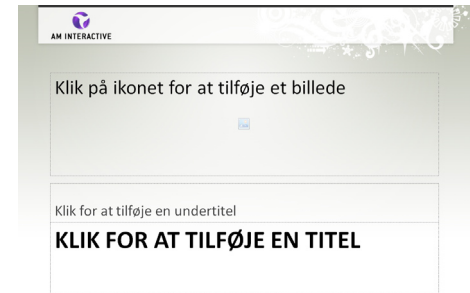 AM INTERACTIVE
Klik på ikonet for at tilføje et billede
Klik for at tilføje en undertitel
KLIK FOR AT TILFØJE EN TITEL